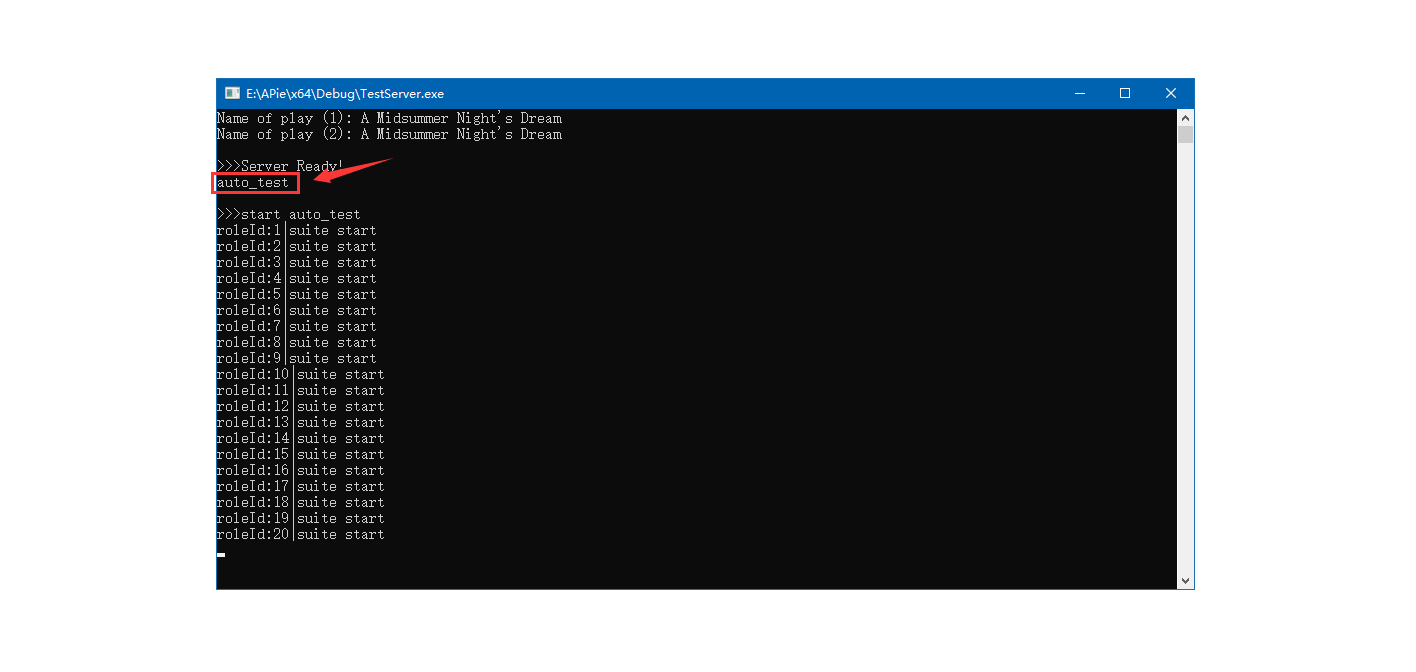 E:\APie\x64\Debug\TestServer.exe
Name of play (1): A Midsummer Night's Dream
Name of play (2): A Midsummer Night's Dream
>>>Server Ready!
auto_test
>>>start auto_test
roleId:1|suite start
roleId:2|suite start
roleId:3|suite start
roleId:4|suite start
roleId:5|suite start
roleId:6|suite start
roleId:7|suite start
roleId:8|suite start
roleId:9|suite start
roleId:10|suite start
roleId:11|suite start
roleId:12|suite start
roleId:13|suite start
roleId:14|suite start
roleId:15|suite start
roleId:16|suite start
roleId:17|suite start
roleId:18|suite start
roleId:19|suite start
roleId:20|suite start